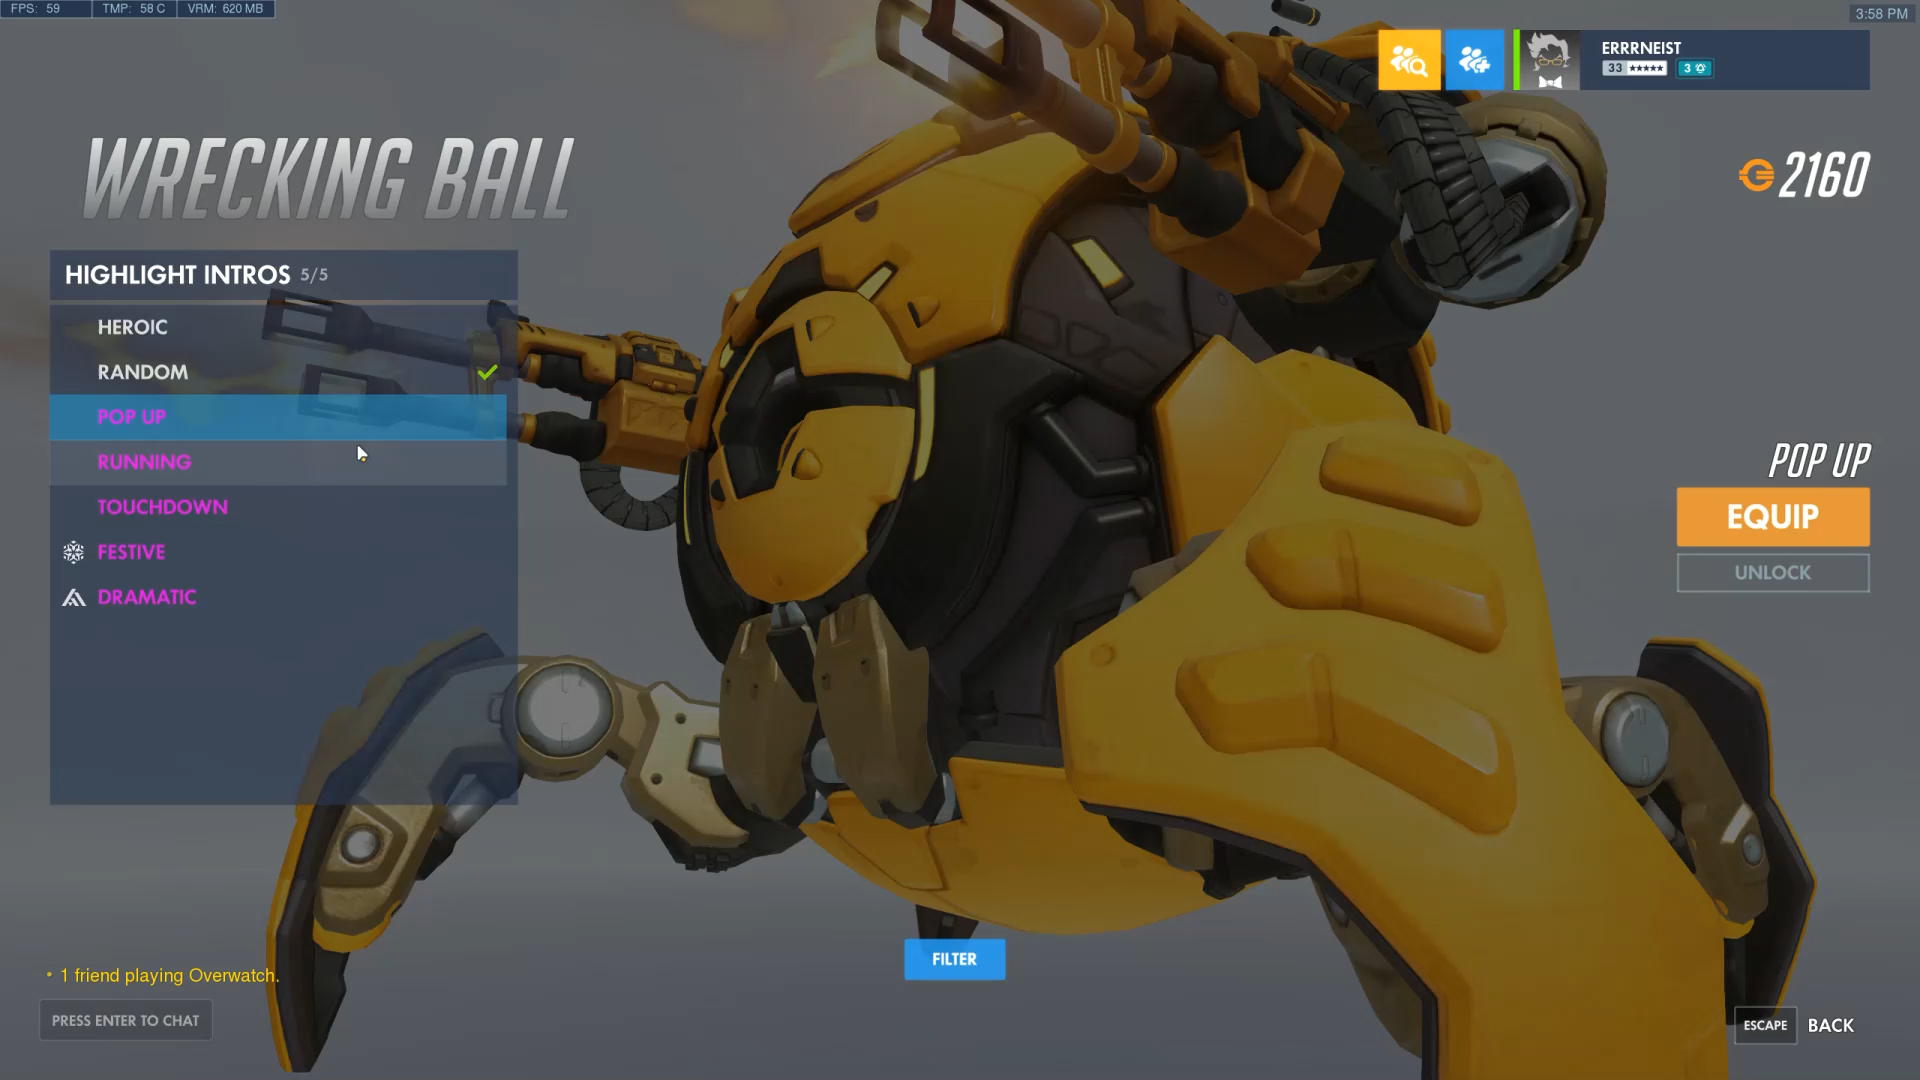 FPS: 59 TMP: 58 C VRM: 620 MB
3:58 PM
ERRRNEIST
33 ★★★★★ 3
WRECKING BALL
2160
HIGHLIGHT INTROS 5/5
HEROIC
RANDOM
POP UP
RUNNING
TOUCHDOWN
FESTIVE
DRAMATIC
POP UP
EQUIP
UNLOCK
FILTER
• 1 friend playing Overwatch.
PRESS ENTER TO CHAT
ESCAPE BACK